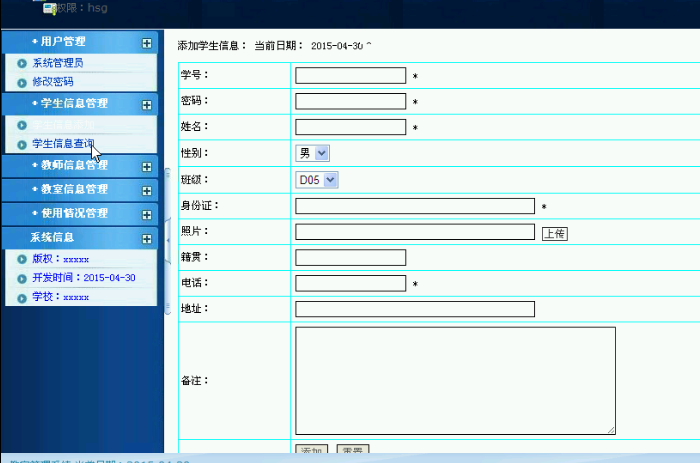 权限：hsg
用户管理
系统管理员
修改密码
学生信息管理
学生信息查询
教师信息管理
教室信息管理
使用情况管理
系统信息
版权：xxxxx
开发时间：2015-04-30
学校：xxxxx
添加学生信息： 当前日期： 2015-04-30 ^
学号： *
密码： *
姓名： *
性别： 男
班级： D05
身份证： *
照片： 上传
籍贯：
电话： *
地址：
备注：
添加 重置